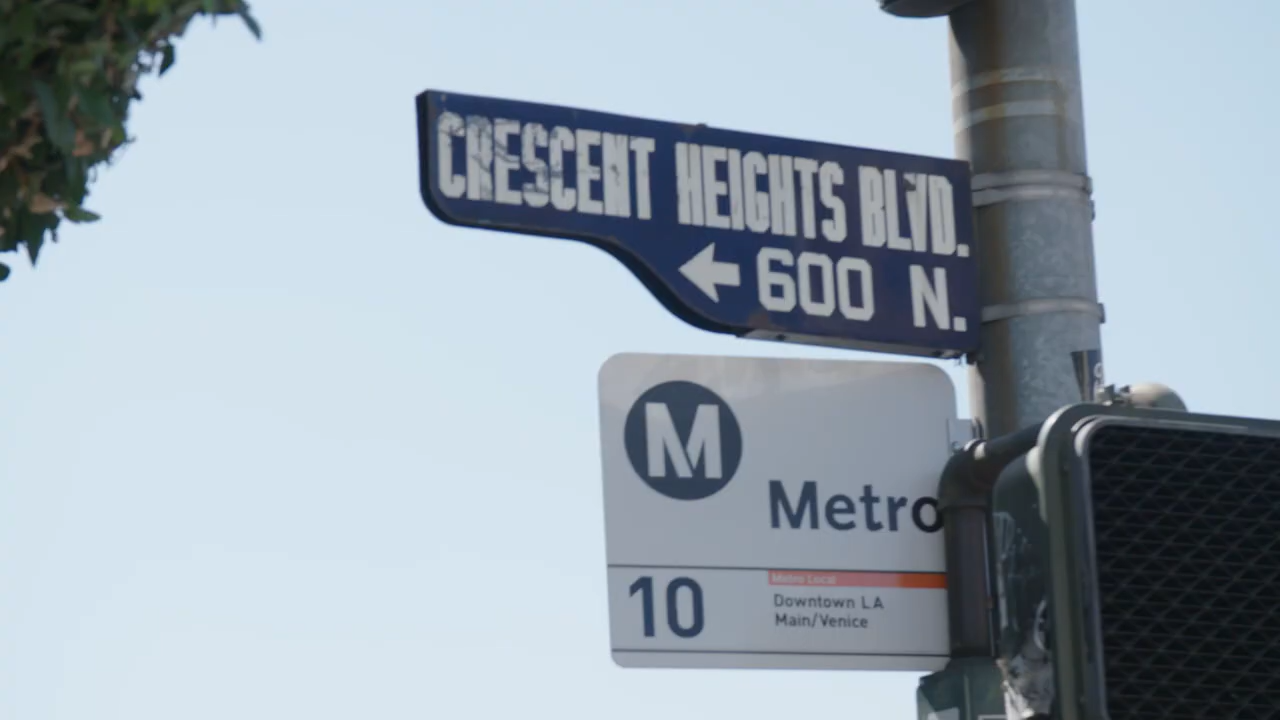 CRESCENT HEIGHTS BLVD.
600 N.
M
Metro
Metro Local
10
Downtown LA
Main/Venice